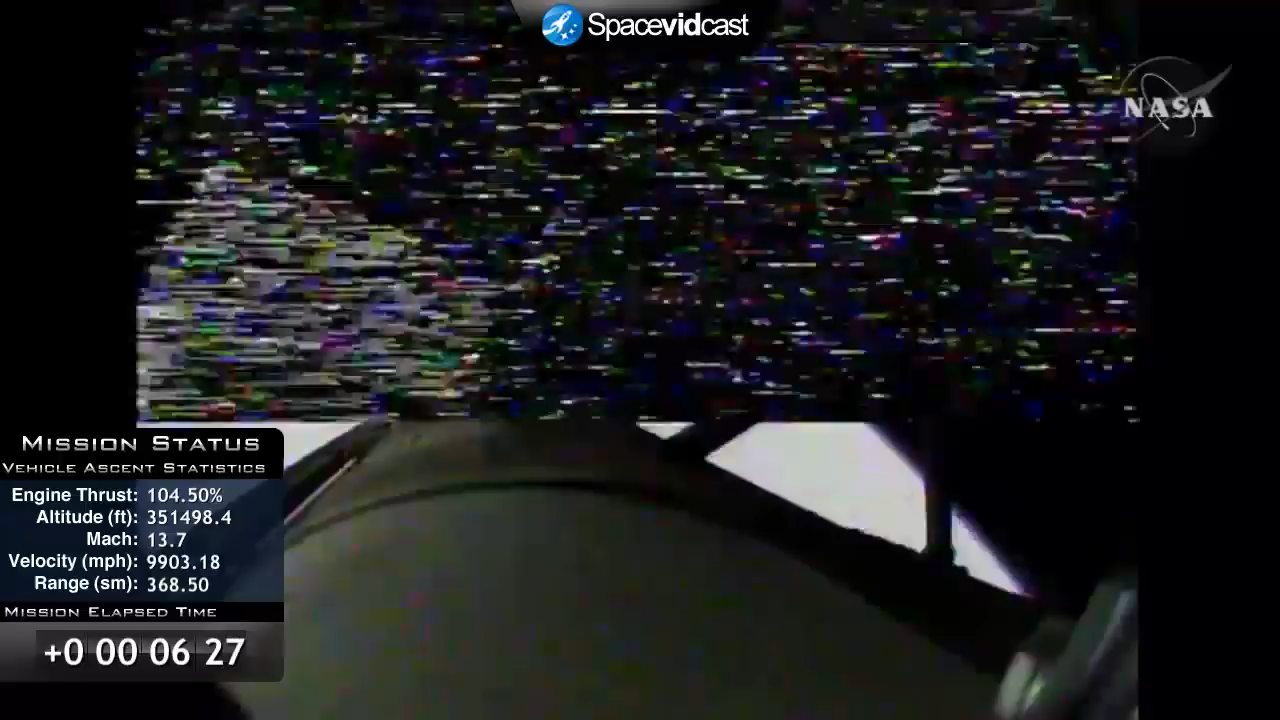 Spacevidcast
NASA
MISSION STATUS
VEHICLE ASCENT STATISTICS
Engine Thrust: 104.50%
Altitude (ft): 351498.4
Mach: 13.7
Velocity (mph): 9903.18
Range (sm): 368.50
MISSION ELAPSED TIME
+0 00 06 27